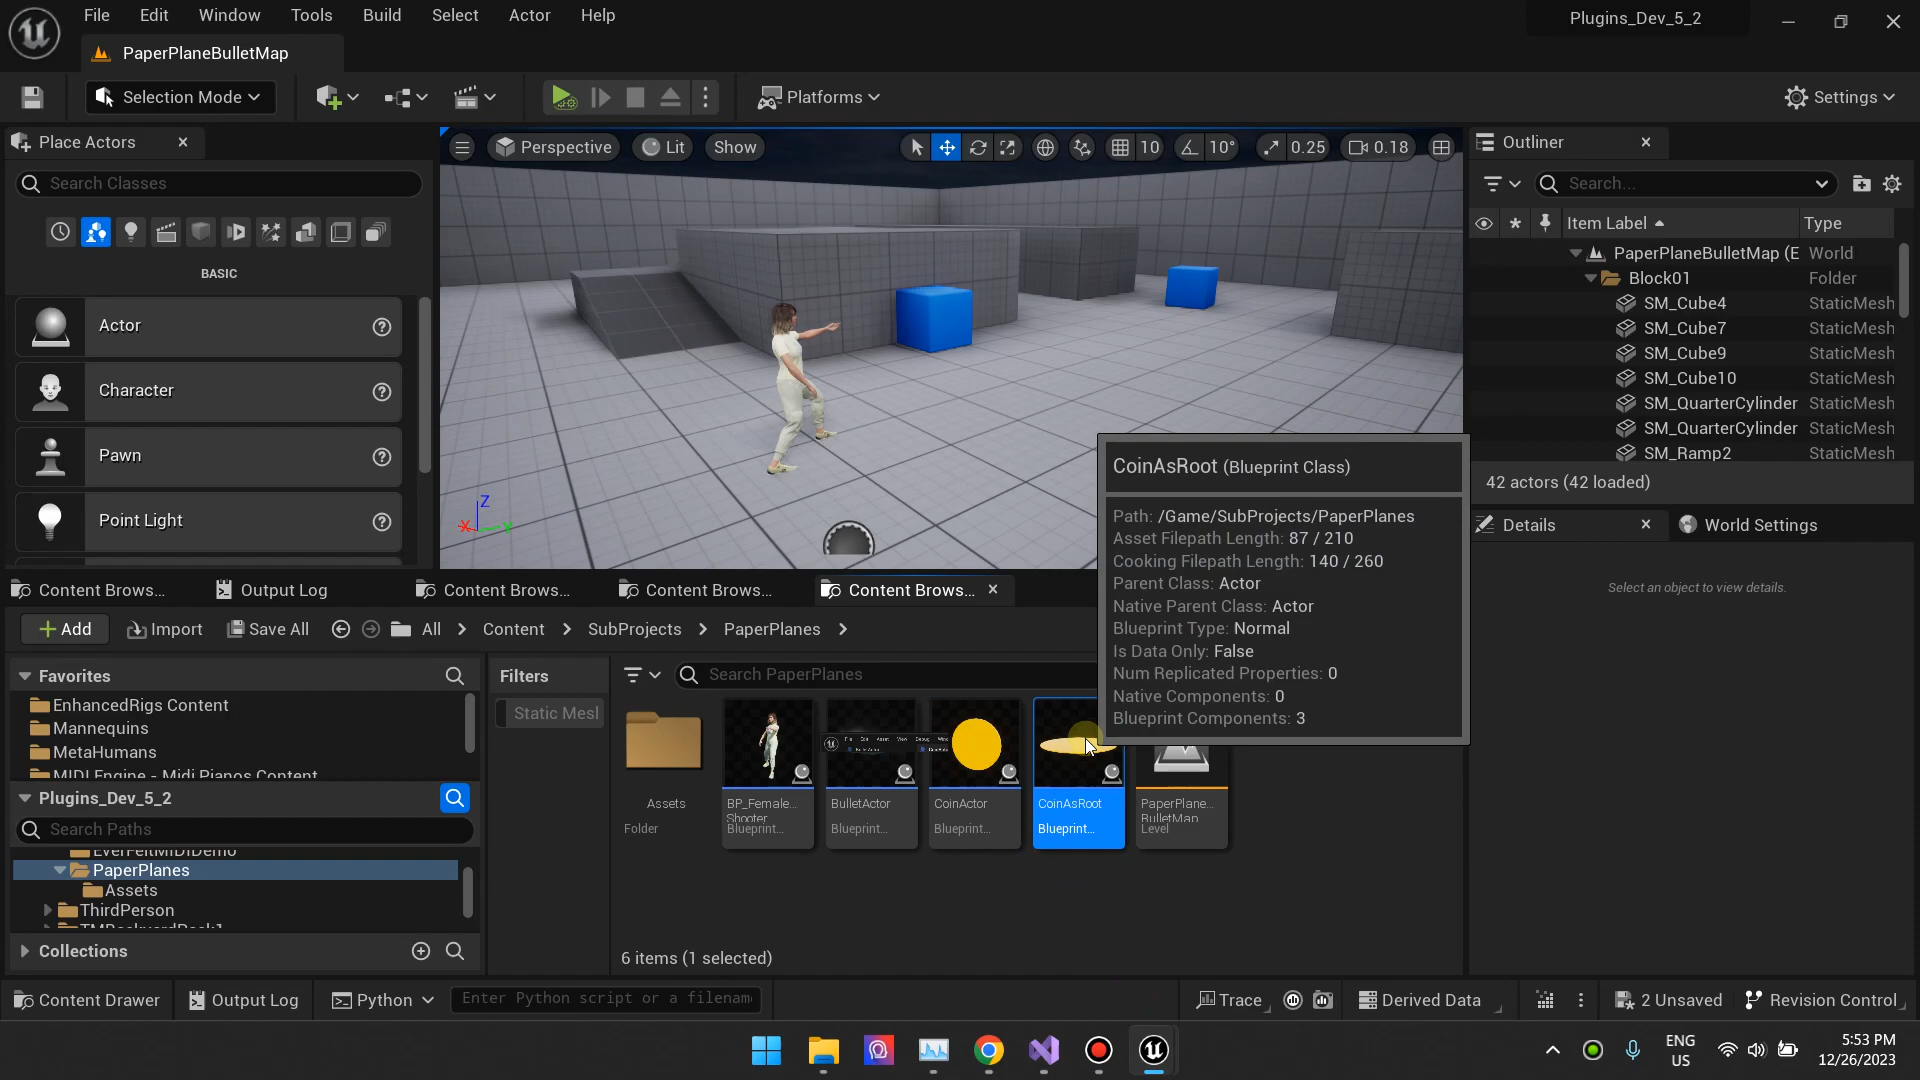 File Edit Window Tools Build Select Actor Help
Plugins_Dev_5_2
PaperPlaneBulletMap
Selection Mode
Platforms
Settings
Place Actors
Search Classes
BASIC
Actor
Character
Pawn
Point Light
Perspective
Lit
Show
10
10°
0.25
0.18
Z
X
Y
Outliner
Search...
Item Label
Type
PaperPlaneBulletMap (E World
Block01 Folder
SM_Cube4 StaticMesh
SM_Cube7 StaticMesh
SM_Cube9 StaticMesh
SM_Cube10 StaticMesh
SM_QuarterCylinder StaticMesh
SM_QuarterCylinder StaticMesh
SM_Ramp2 StaticMesh
42 actors (42 loaded)
Details
World Settings
Select an object to view details.
CoinAsRoot (Blueprint Class)
Path: /Game/SubProjects/PaperPlanes
Asset Filepath Length: 87 / 210
Cooking Filepath Length: 140 / 260
Parent Class: Actor
Native Parent Class: Actor
Blueprint Type: Normal
Is Data Only: False
Num Replicated Properties: 0
Native Components: 0
Blueprint Components: 3
Content Brows...
Output Log
Content Brows...
Content Brows...
Content Brows...
Add
Import
Save All
All
Content
SubProjects
PaperPlanes
Favorites
EnhancedRigs Content
Mannequins
MetaHumans
MIDI Engine - Midi Pianos Content
Plugins_Dev_5_2
Search Paths
EverFeltMIDIDemo
PaperPlanes
Assets
ThirdPerson
Collections
Filters
Static Mesl
Search PaperPlanes
Assets
Folder
BP_Female...
Shooter
Blueprint...
BulletActor
Blueprint...
CoinActor
Blueprint...
CoinAsRoot
Blueprint...
PaperPlane...
BulletMap
Level
6 items (1 selected)
Content Drawer
Output Log
Python
Enter Python script or a filenam
Trace
Derived Data
2 Unsaved
Revision Control
ENG
US
5:53 PM
12/26/2023